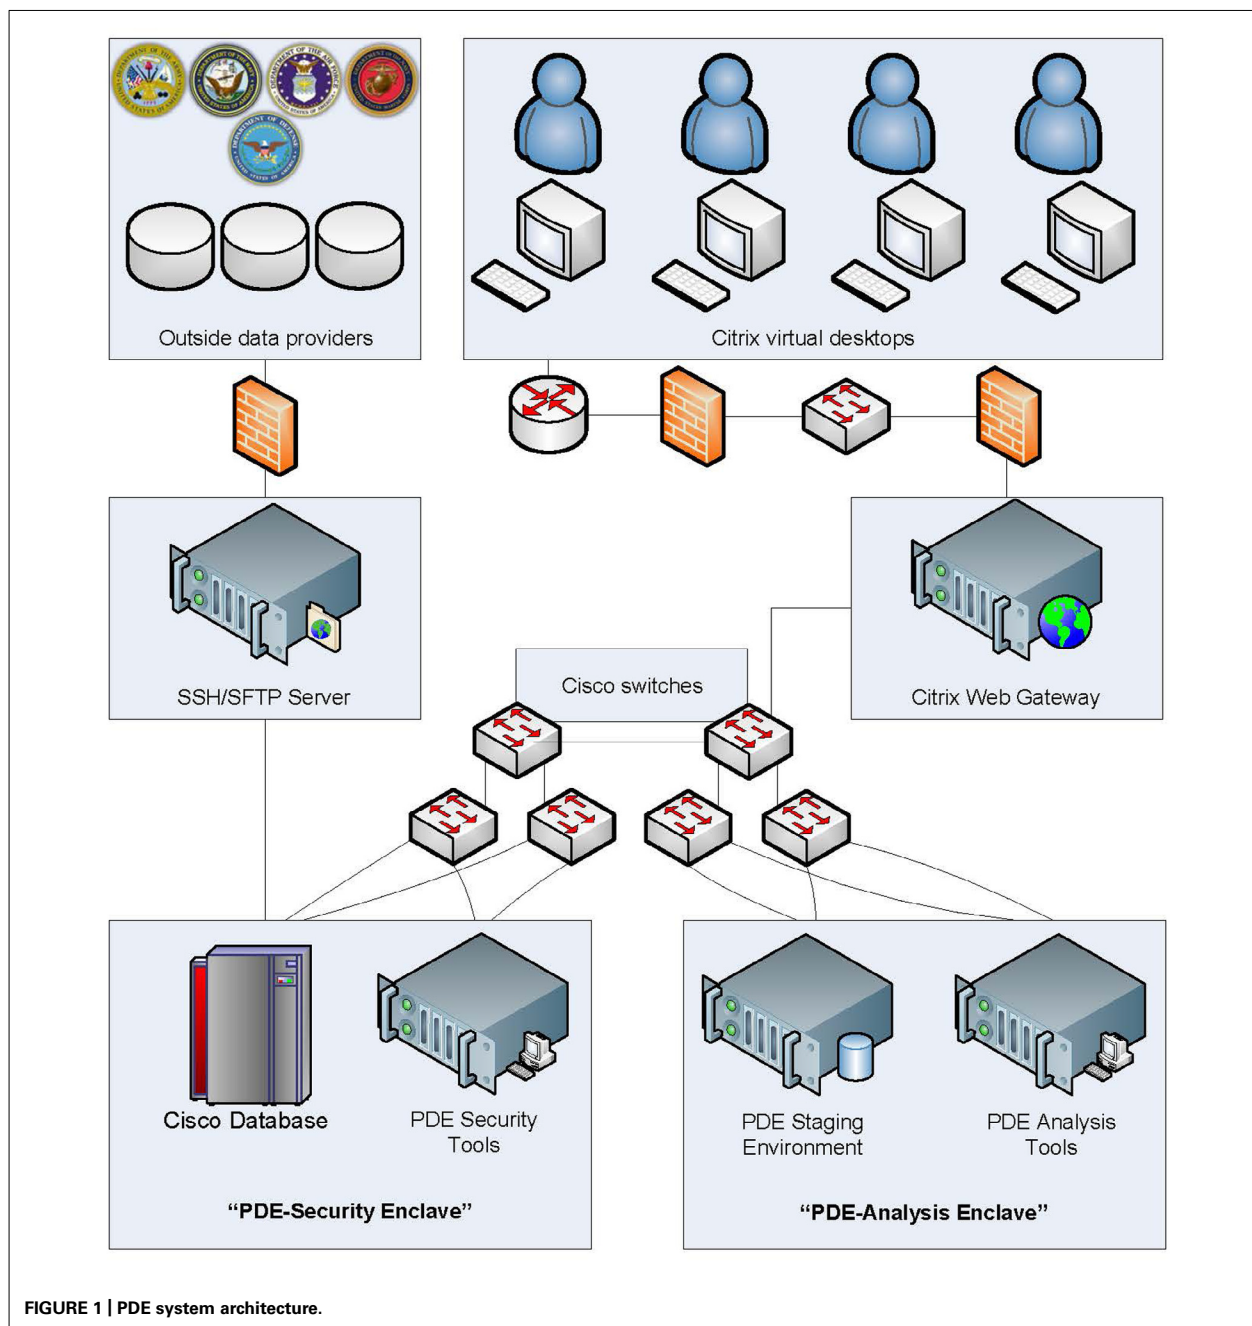 Outside data providers
Citrix virtual desktops
SSH/SFTP Server
Cisco switches
Citrix Web Gateway
Cisco Database
PDE Security
Tools
PDE Staging
Environment
PDE Analysis
Tools
“PDE-Security Enclave”
“PDE-Analysis Enclave”
FIGURE 1 | PDE system architecture.